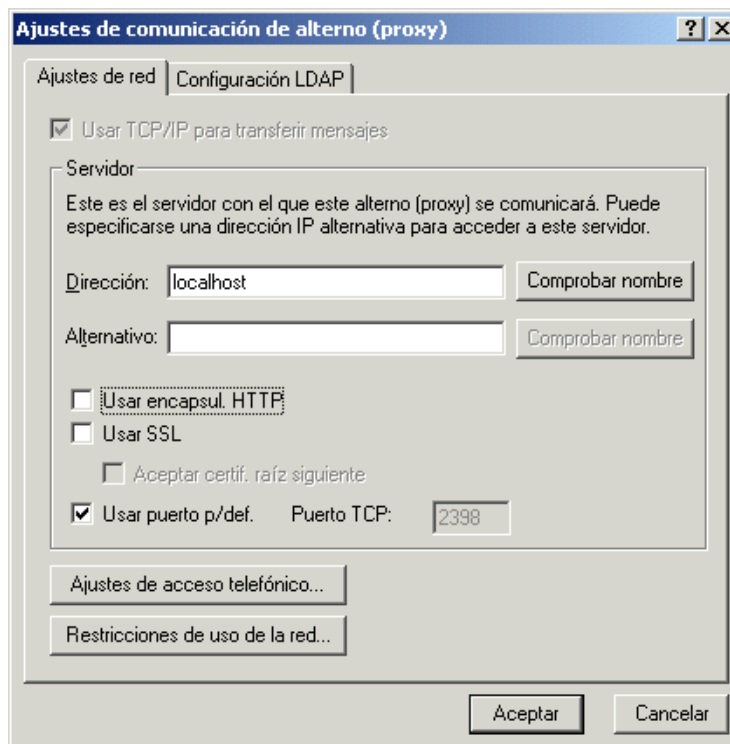 Ajustes de comunicación de alterno (proxy)
Ajustes de red
Configuración LDAP
Usar TCP/IP para transferir mensajes
Servidor
Este es el servidor con el que este alterno (proxy) se comunicará. Puede
especificarse una dirección IP alternativa para acceder a este servidor.
Dirección: localhost Comprobar nombre
Alternativo: Comprobar nombre
Usar encapsul. HTTP
Usar SSL
Aceptar certif. raíz siguiente
Usar puerto p/def. Puerto TCP: 2398
Ajustes de acceso telefónico...
Restricciones de uso de la red...
Aceptar Cancelar